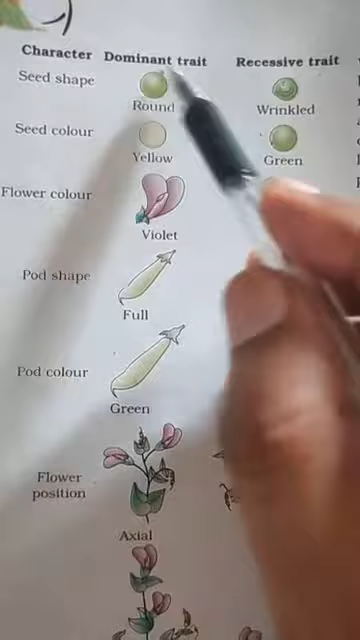 Character Dominant trait Recessive trait
Seed shape
Round Wrinkled
Seed colour
Yellow Green
Flower colour
Violet
Pod shape
Full
Pod colour
Green
Flower
position
Axial